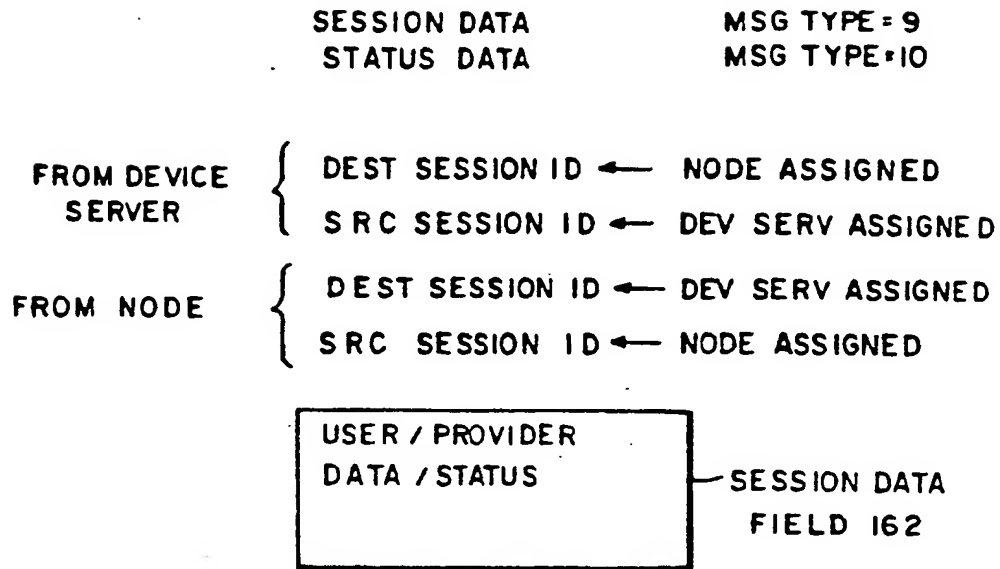 SESSION DATA MSG TYPE = 9
STATUS DATA MSG TYPE = 10
FROM DEVICE SERVER
DEST SESSION ID ← NODE ASSIGNED
SRC SESSION ID ← DEV SERV ASSIGNED
FROM NODE
DEST SESSION ID ← DEV SERV ASSIGNED
SRC SESSION ID ← NODE ASSIGNED
USER / PROVIDER
DATA / STATUS
SESSION DATA
FIELD 162